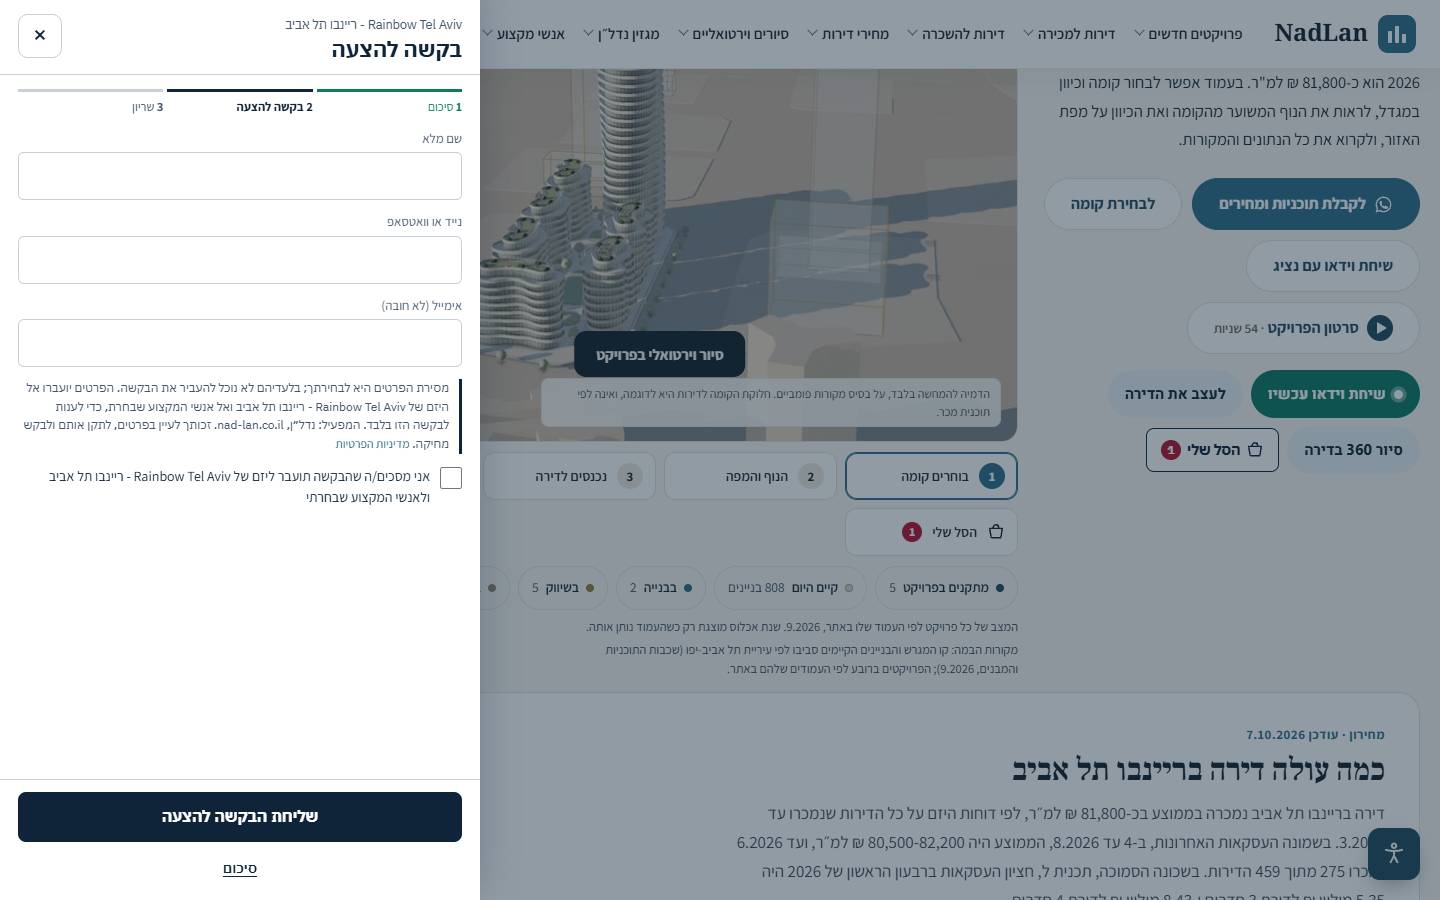 NadLan
פרויקטים חדשים
דירות למכירה
דירות להשכרה
מחירי דירות
סיורים וירטואליים
מגזין נדל״ן
אנשי מקצוע
Rainbow Tel Aviv - ריינבו תל אביב
בקשה להצעה
×
1 סיכום
2 בקשה להצעה
3 שריון
שם מלא
נייד או וואטסאפ
אימייל (לא חובה)
מסירת הפרטים היא לבחירתך; בלעדיהם לא נוכל להעביר את הבקשה. הפרטים יועברו אל
היזם של Rainbow Tel Aviv - ריינבו תל אביב ואל אנשי המקצוע שבחרת, כדי לענות
לבקשה הזו בלבד. המפעיל: נדל"ן, nad-lan.co.il. זכותך לעיין בפרטים, לתקן אותם ולבקש
מחיקה. מדיניות הפרטיות
אני מסכים/ה שהבקשה תועבר ליזם של Rainbow Tel Aviv - ריינבו תל אביב
ולאנשי המקצוע שבחרתי
שליחת הבקשה להצעה
סיכום
2026 הוא כ-81,800 ₪ למ"ר. בעמוד אפשר לבחור קומה וכיוון
במגדל, לראות את הנוף המשוער מהקומה ואת הכיוון על מפת
האזור, ולקרוא את כל הנתונים והמקורות.
לקבלת תוכניות ומחירים
לבחירת קומה
שיחת וידאו עם נציג
סרטון הפרויקט · 54 שניות
שיחת וידאו עכשיו
לעצב את הדירה
סיור 360 בדירה
הסל שלי 1
סיור וירטואלי בפרויקט
הדמיה להמחשה בלבד, על בסיס מקורות פומביים. חלוקת הקומה לדירות היא לדוגמה, ואינה לפי
תוכנית מכר.
1 בוחרים קומה
2 הנוף והמפה
3 נכנסים לדירה
הסל שלי 1
מתקנים בפרויקט 5
קיים היום 808 בניינים
בבנייה 2
בשיווק 5
המצב של כל פרויקט לפי העמוד שלו באתר, 9.2026. שנת אכלוס מוצגת רק כשהעמוד נותן אותה.
מקורות הבמה: קו המגרש והבניינים הקיימים סביבו לפי עיריית תל אביב-יפו (שכבות התוכניות
והמבנים, 9.2026); הפרויקטים ברובע לפי העמודים שלהם באתר.
מחירון · עודכן 7.10.2026
כמה עולה דירה בריינבו תל אביב
דירה בריינבו תל אביב נמכרה בממוצע בכ-81,800 ₪ למ״ר, לפי דוחות היזם על כל הדירות שנמכרו עד
בשמונה העסקאות האחרונות, ב-4 עד 8.2026, הממוצע היה 80,500-82,200 ₪ למ״ר, ועד 6.2026
275 מתוך 459 הדירות. בשכונה הסמוכה, תכנית ל, חציון העסקאות ברבעון הראשון של 2026 היה